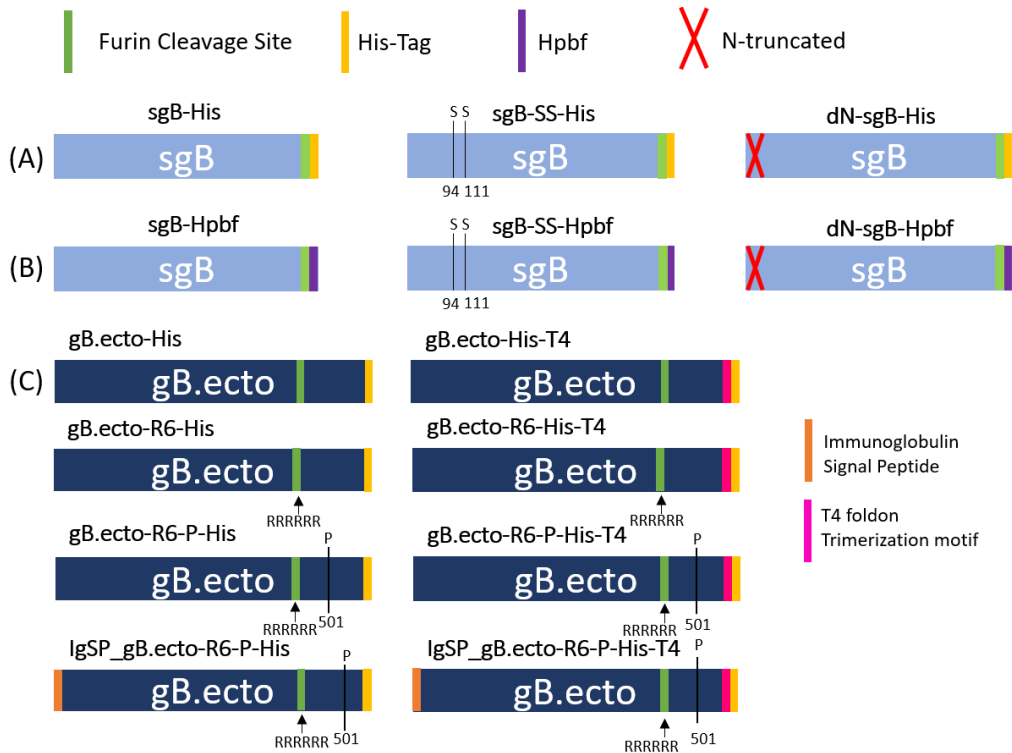 Furin Cleavage Site
His-Tag
Hpbf
N-truncated
(A)
sgB-His
sgB
S S
sgB-SS-His
sgB
94 111
dN-sgB-His
sgB
(B)
sgB-Hpbf
sgB
S S
sgB-SS-Hpbf
sgB
94 111
dN-sgB-Hpbf
sgB
(C)
gB.ecto-His
gB.ecto
gB.ecto-His-T4
gB.ecto
gB.ecto-R6-His
gB.ecto
RRRRRR
gB.ecto-R6-His-T4
gB.ecto
RRRRRR
gB.ecto-R6-P-His
P
gB.ecto
RRRRRR
501
gB.ecto-R6-P-His-T4
P
gB.ecto
RRRRRR
501
IgSP_gB.ecto-R6-P-His
P
gB.ecto
RRRRRR
501
IgSP_gB.ecto-R6-P-His-T4
P
gB.ecto
RRRRRR
501
Immunoglobulin
Signal Peptide
T4 foldon
Trimerization motif